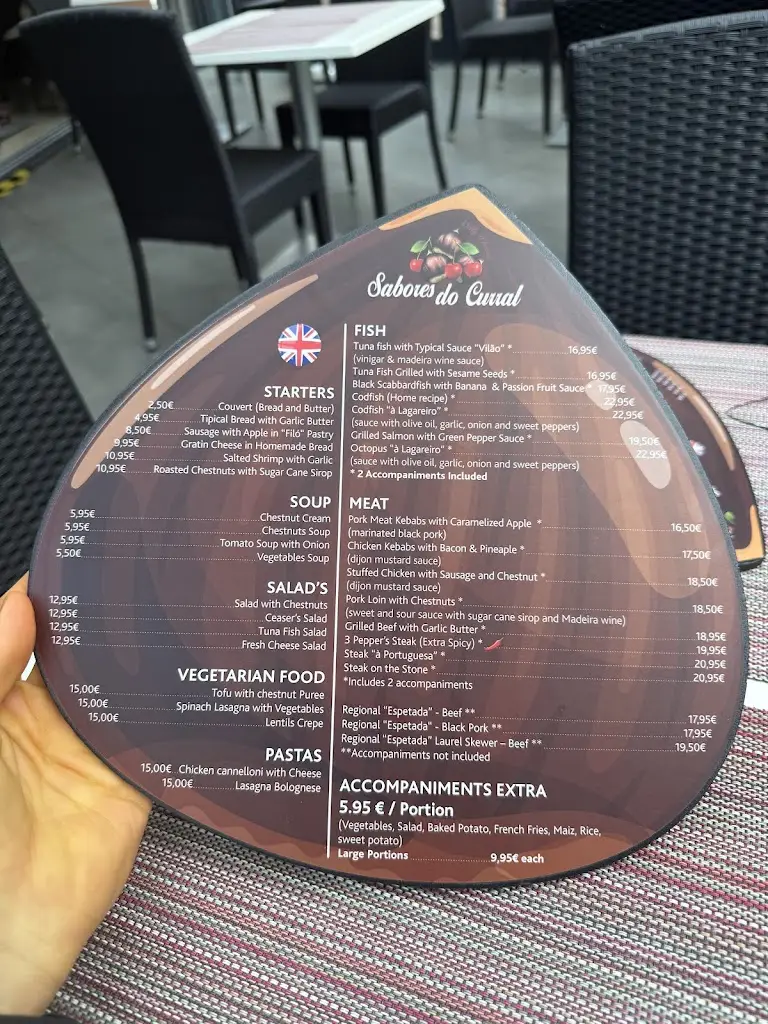 Sabores do Curral
STARTERS
2,50€ Couvert (Bread and Butter)
4,95€ Tipical Bread with Garlic Butter
8,50€ Sausage with Apple in "Filó" Pastry
9,95€ Gratin Cheese in Homemade Bread
10,95€ Salted Shrimp with Garlic
10,95€ Roasted Chestnuts with Sugar Cane Sirop
SOUP
5,95€ Chestnut Cream
5,95€ Chestnuts Soup
5,95€ Tomato Soup with Onion
5,50€ Vegetables Soup
SALAD'S
12,95€ Salad with Chestnuts
12,95€ Ceaser's Salad
12,95€ Tuna Fish Salad
12,95€ Fresh Cheese Salad
VEGETARIAN FOOD
15,00€ Tofu with chestnut Puree
15,00€ Spinach Lasagna with Vegetables
15,00€ Lentils Crepe
PASTAS
15,00€ Chicken cannelloni with Cheese
15,00€ Lasagna Bolognese
FISH
Tuna fish with Typical Sauce "Vilão" * 16,95€
(vinigar & madeira wine sauce)
Tuna Fish Grilled with Sesame Seeds * 16,95€
Black Scabbardfish with Banana & Passion Fruit Sauce * 17,95€
Codfish (Home recipe) * 22,95€
Codfish "à Lagareiro" * 22,95€
(sauce with olive oil, garlic, onion and sweet peppers)
Grilled Salmon with Green Pepper Sauce * 19,50€
Octopus "à Lagareiro" * 22,95€
(sauce with olive oil, garlic, onion and sweet peppers)
* 2 Accompaniments Included
MEAT
Pork Meat Kebabs with Caramelized Apple * 16,50€
(marinated black pork)
Chicken Kebabs with Bacon & Pineaple * 17,50€
(dijon mustard sauce)
Stuffed Chicken with Sausage and Chestnut * 18,50€
(dijon mustard sauce)
Pork Loin with Chestnuts * 18,50€
(sweet and sour sauce with sugar cane sirop and Madeira wine)
Grilled Beef with Garlic Butter * 18,95€
3 Pepper's Steak (Extra Spicy) * 19,95€
Steak "à Portuguesa" * 20,95€
Steak on the Stone * 20,95€
*Includes 2 accompaniments
Regional "Espetada" - Beef ** 17,95€
Regional "Espetada" - Black Pork ** 17,95€
Regional "Espetada" Laurel Skewer – Beef ** 19,50€
**Accompaniments not included
ACCOMPANIMENTS EXTRA
5.95 € / Portion
(Vegetables, Salad, Baked Potato, French Fries, Maiz, Rice,
sweet potato)
Large Portions 9,95€ each